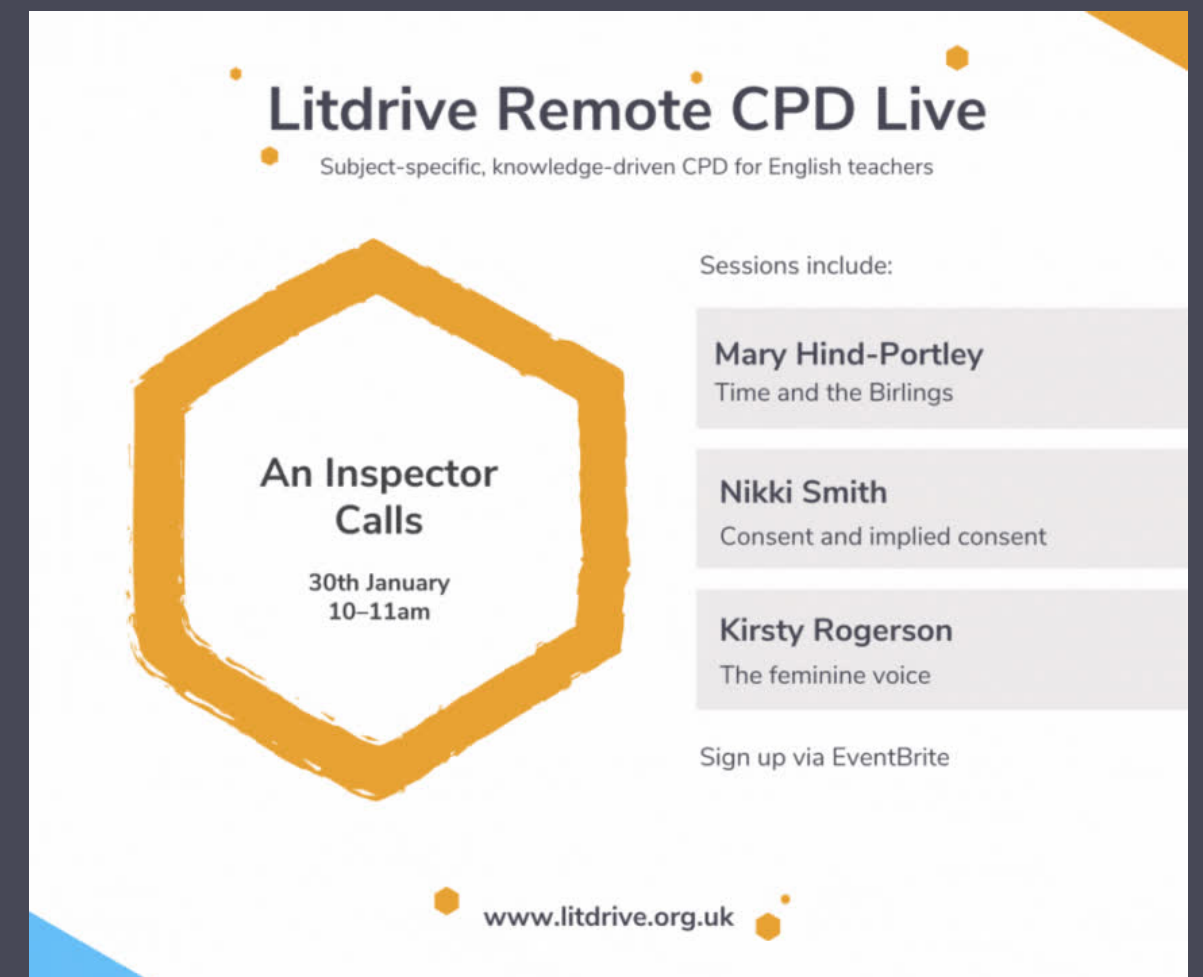 Litdrive Remote CPD Live
Subject-specific, knowledge-driven CPD for English teachers
An Inspector
Calls
30th January
10–11am
Sessions include:
Mary Hind-Portley
Time and the Birlings
Nikki Smith
Consent and implied consent
Kirsty Rogerson
The feminine voice
Sign up via EventBrite
www.litdrive.org.uk